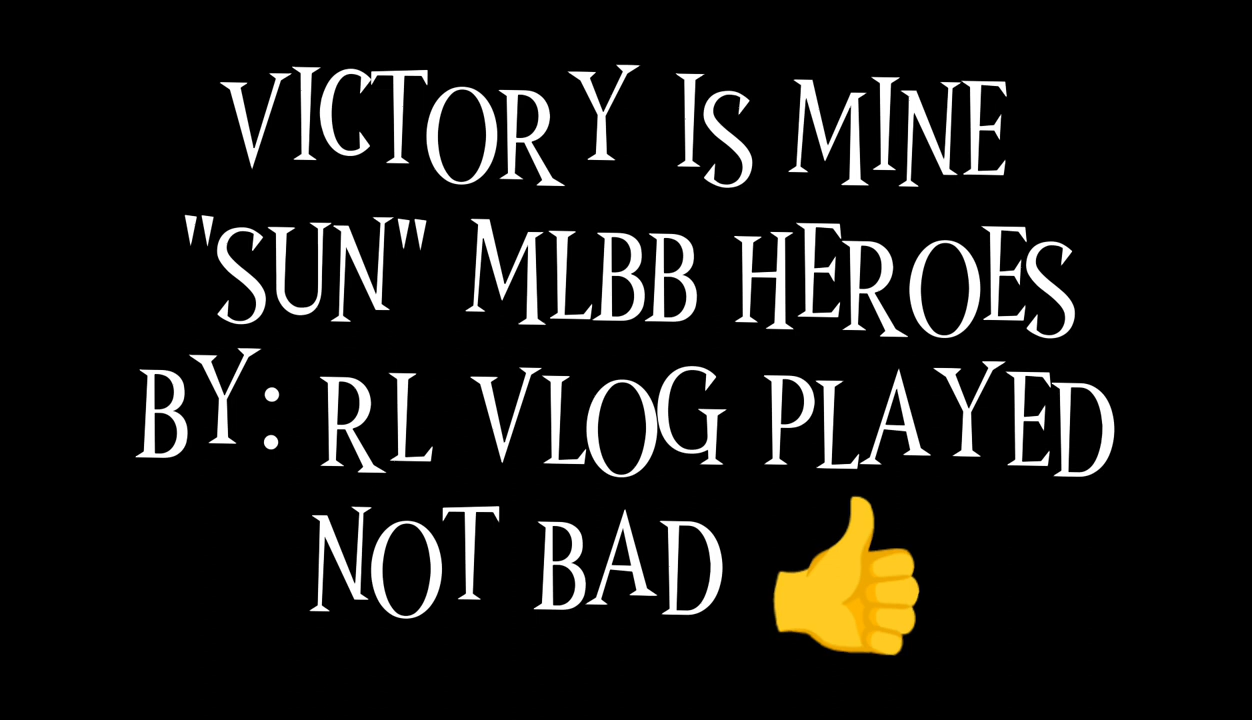 VICTORY IS MINE
"SUN" MLBB HEROES
BY: RL VLOG PLAYED
NOT BAD 👍